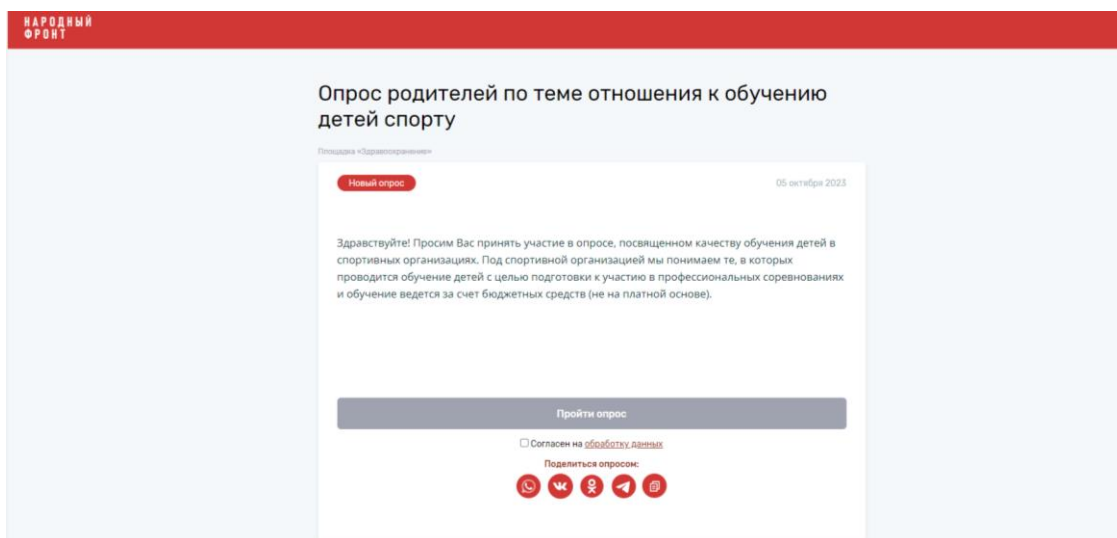 НАРОДНЫЙ
ФРОНТ
Опрос родителей по теме отношения к обучению
детей спорту
Площадка «Здравоохранение»
Новый опрос
05 октября 2023
Здравствуйте! Просим Вас принять участие в опросе, посвященном качеству обучения детей в
спортивных организациях. Под спортивной организацией мы понимаем те, в которых
проводится обучение детей с целью подготовки к участию в профессиональных соревнованиях
и обучение ведется за счет бюджетных средств (не на платной основе).
Пройти опрос
Согласен на обработку данных
Поделиться опросом: